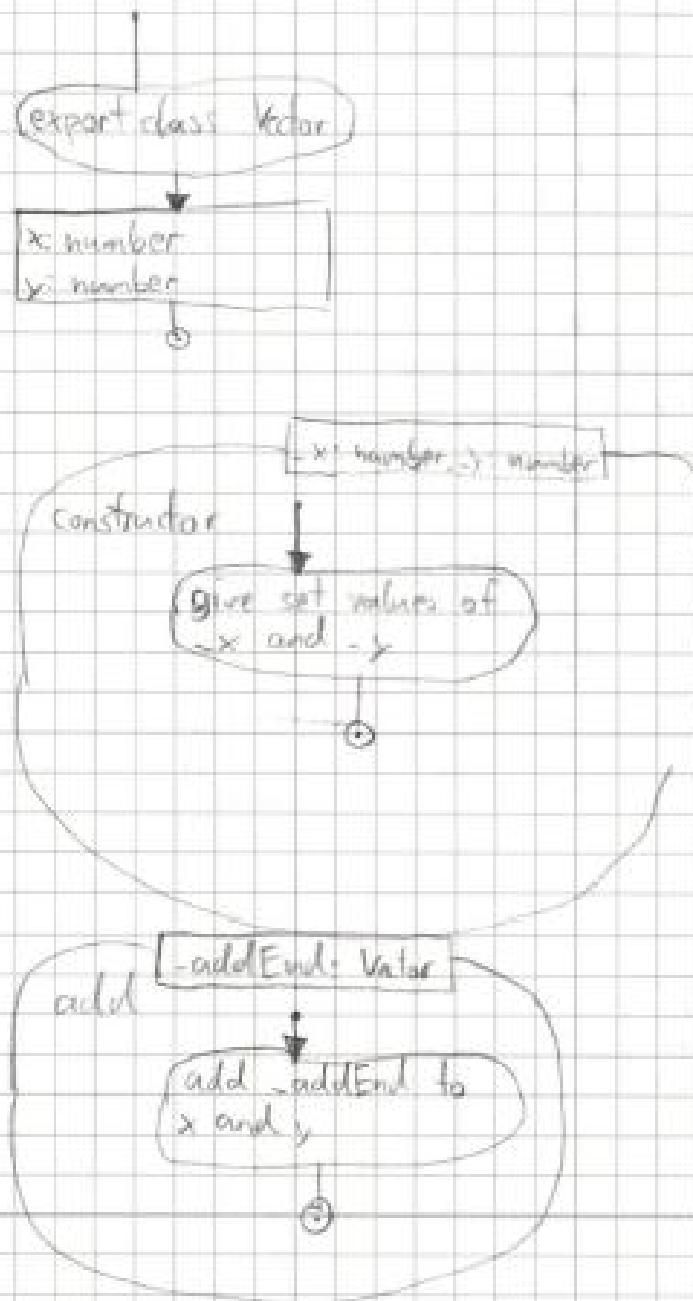 export class Vector
x: number
y: number
_x: number, _y: number
constructor
give set values of
_x and _y
_addEnd: Vector
add
add _addEnd to
x and y